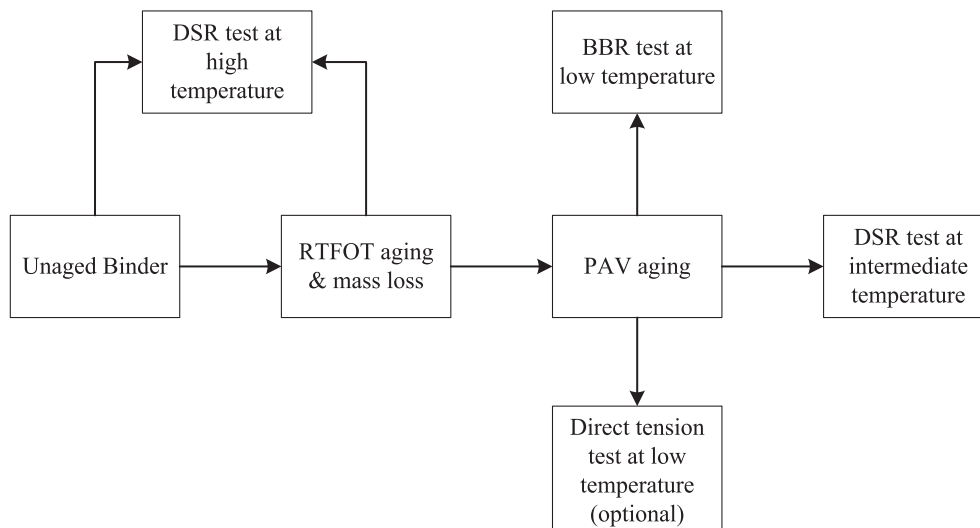 DSR test at
high
temperature
BBR test at
low temperature
Unaged Binder
RTFOT aging
& mass loss
PAV aging
DSR test at
intermediate
temperature
Direct tension
test at low
temperature
(optional)